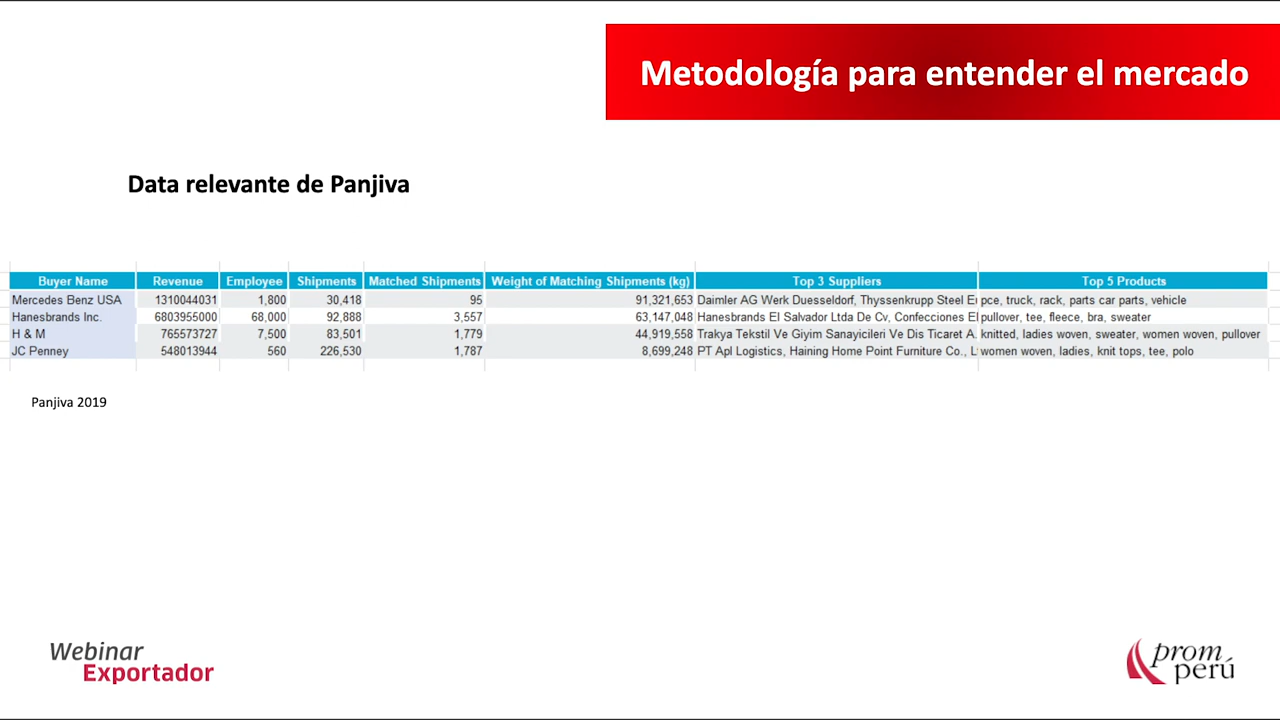 Metodología para entender el mercado
Data relevante de Panjiva
Buyer Name Revenue Employee Shipments Matched Shipments Weight of Matching Shipments (kg) Top 3 Suppliers Top 5 Products
Mercedes Benz USA 1310044031 1,800 30,418 95 91,321,653 Daimler AG Werk Duesseldorf, Thyssenkrupp Steel pce, truck, rack, parts car parts, vehicle
Hanesbrands Inc. 6803955000 68,000 92,888 3,557 63,147,048 Hanesbrands El Salvador Ltda De Cv, Confecciones pullover, tee, fleece, bra, sweater
H & M 765573727 7,500 83,501 1,779 44,919,558 Trakya Tekstil Ve Giyim Sanayicileri Ve Dis Ticaret A. knitted, ladies woven, sweater, women woven, pullover
JC Penney 548013944 560 226,530 1,787 8,699,248 PT Apl Logistics, Haining Home Point Furniture Co., women woven, ladies, knit tops, tee, polo
Panjiva 2019
Webinar
Exportador
prom
perú